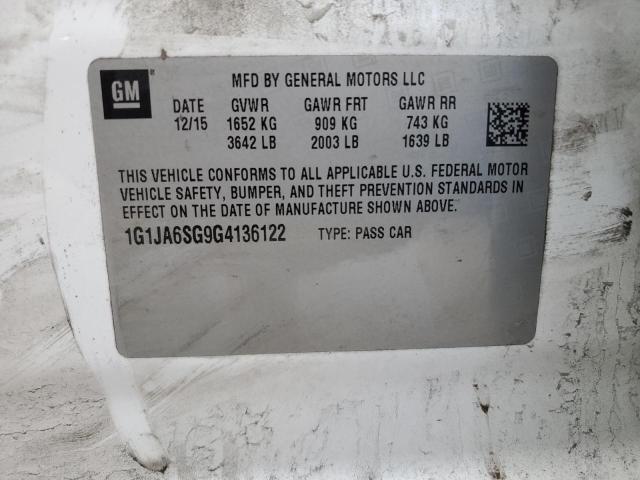 GM
MFD BY GENERAL MOTORS LLC
DATE GVWR GAWR FRT GAWR RR
12/15 1652 KG 909 KG 743 KG
3642 LB 2003 LB 1639 LB
THIS VEHICLE CONFORMS TO ALL APPLICABLE U.S. FEDERAL MOTOR
VEHICLE SAFETY, BUMPER, AND THEFT PREVENTION STANDARDS IN
EFFECT ON THE DATE OF MANUFACTURE SHOWN ABOVE.
1G1JA6SG9G4136122 TYPE: PASS CAR